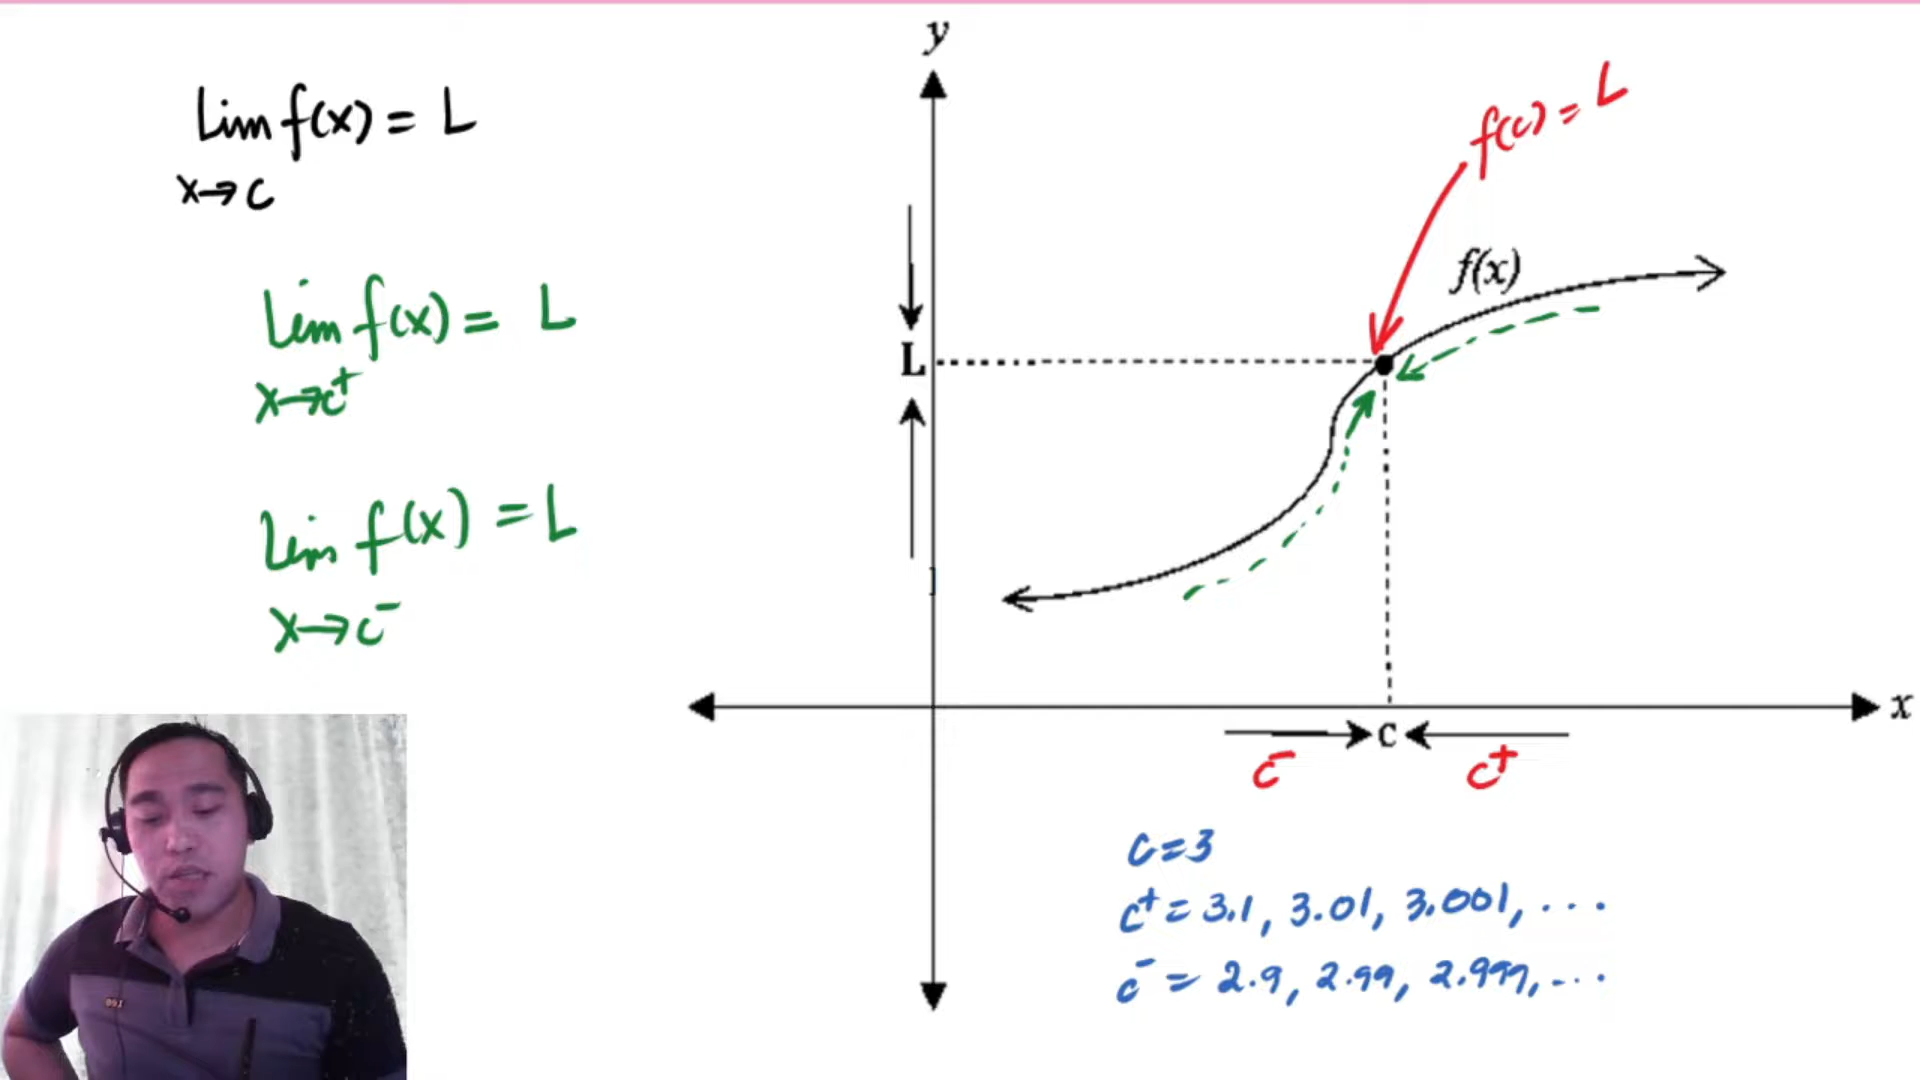 Lim f(x) = L
x→c
Lim f(x) = L
x→c⁺
Lim f(x) = L
x→c⁻
y
f(c) = L
f(x)
L
x
c
c⁻
c⁺
c=3
c⁺ = 3.1, 3.01, 3.001, ...
c⁻ = 2.9, 2.99, 2.999, ...